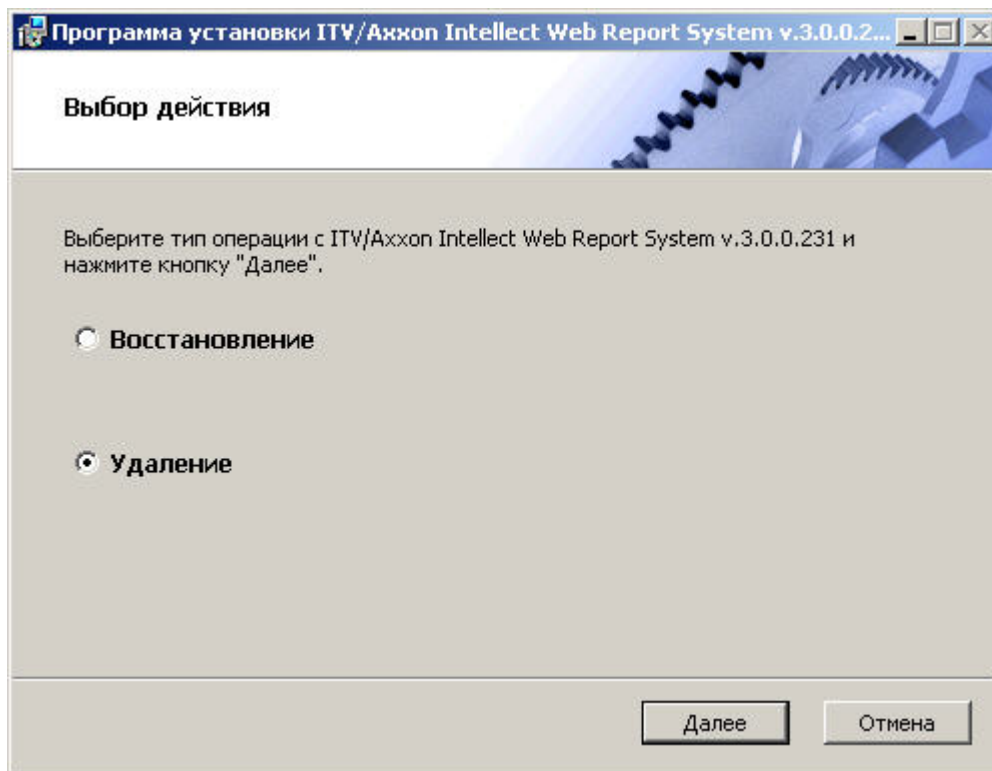 Программа установки ITV/Axxon Intellect Web Report System v.3.0.0.2...
Выбор действия
Выберите тип операции с ITV/Axxon Intellect Web Report System v.3.0.0.231 и
нажмите кнопку "Далее".
Восстановление
Удаление
Далее
Отмена